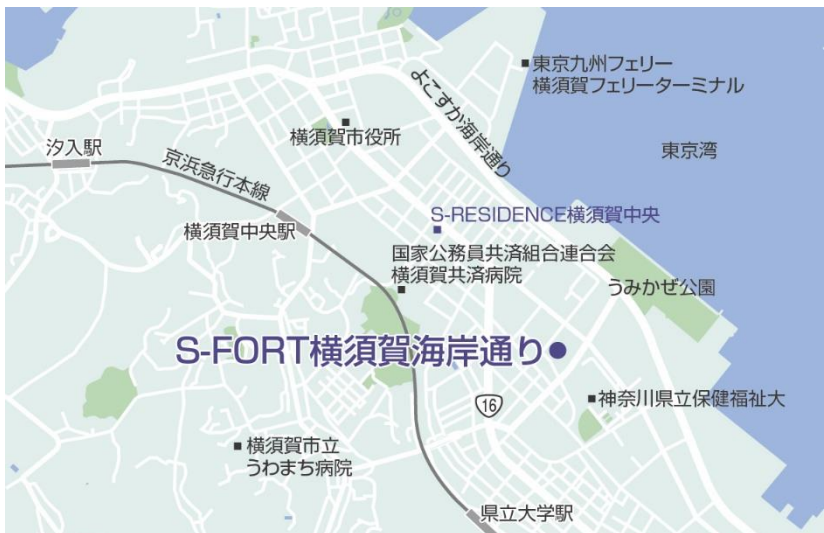 東京九州フェリー
横須賀フェリーターミナル
よこすか海岸通り
横須賀市役所
汐入駅
東京湾
京浜急行本線
S-RESIDENCE横須賀中央
横須賀中央駅
国家公務員共済組合連合会
横須賀共済病院
うみかぜ公園
S-FORT横須賀海岸通り
16
神奈川県立保健福祉大
横須賀市立
うわまち病院
県立大学駅